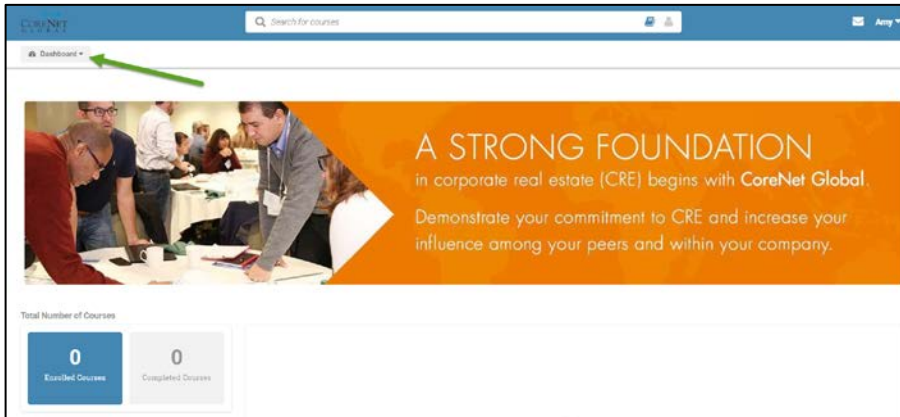 CORENET
GLOBAL
Search for courses
Amy
Dashboard
A STRONG FOUNDATION
in corporate real estate (CRE) begins with CoreNet Global.
Demonstrate your commitment to CRE and increase your
influence among your peers and within your company.
Total Number of Courses
0
Enrolled Courses
0
Completed Courses